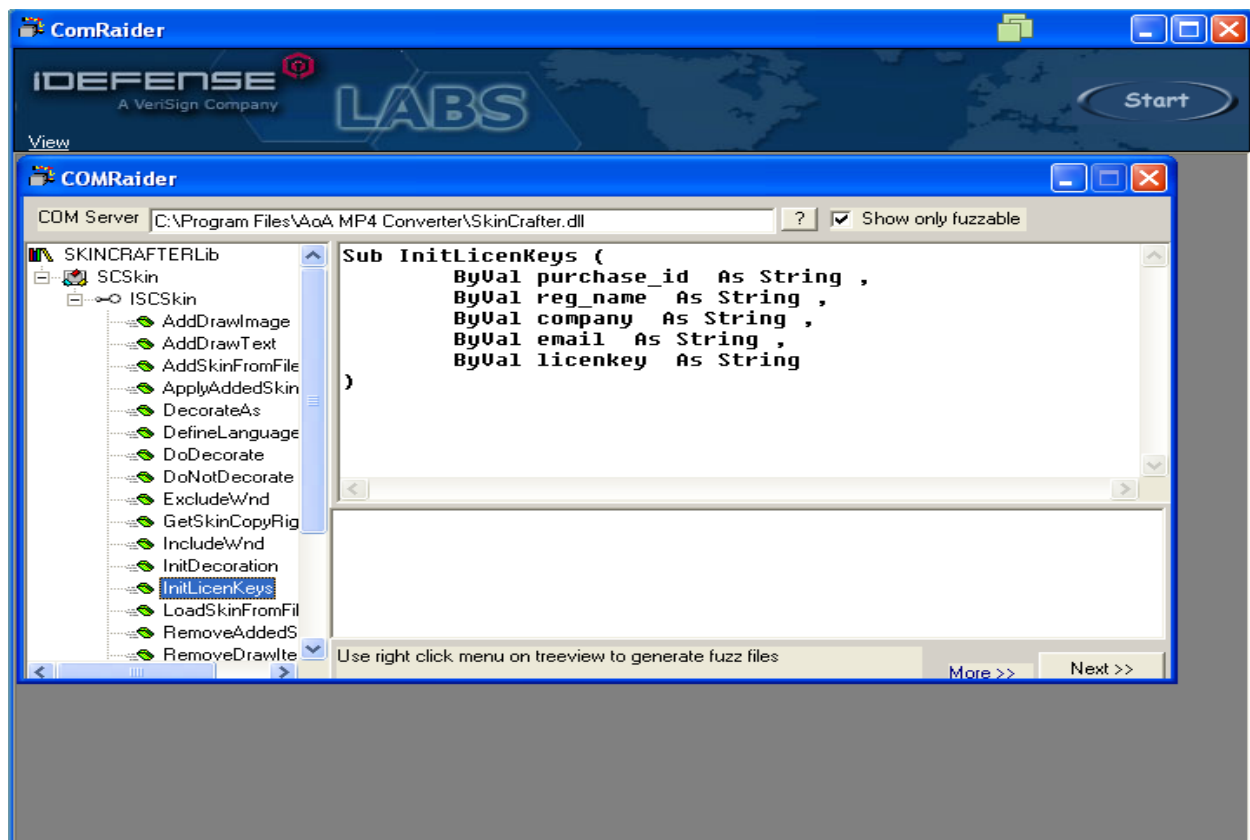 ComRaider
IDEFENSE
A VeriSign Company
LABS
Start
View
COMRaider
COM Server C:\Program Files\AoA MP4 Converter\SkinCrafter.dll ? Show only fuzzable
SKINCRAFTERLib
SCSkin
ISCSkin
AddDrawImage
AddDrawText
AddSkinFromFile
ApplyAddedSkin
DecorateAs
DefineLanguage
DoDecorate
DoNotDecorate
ExcludeWnd
GetSkinCopyRig
IncludeWnd
InitDecoration
InitLicenKeys
LoadSkinFromFil
RemoveAddedS
RemoveDrawIte
Sub InitLicenKeys (
ByVal purchase_id As String ,
ByVal reg_name As String ,
ByVal company As String ,
ByVal email As String ,
ByVal licenkey As String
)
Use right click menu on treeview to generate fuzz files
More >>
Next >>